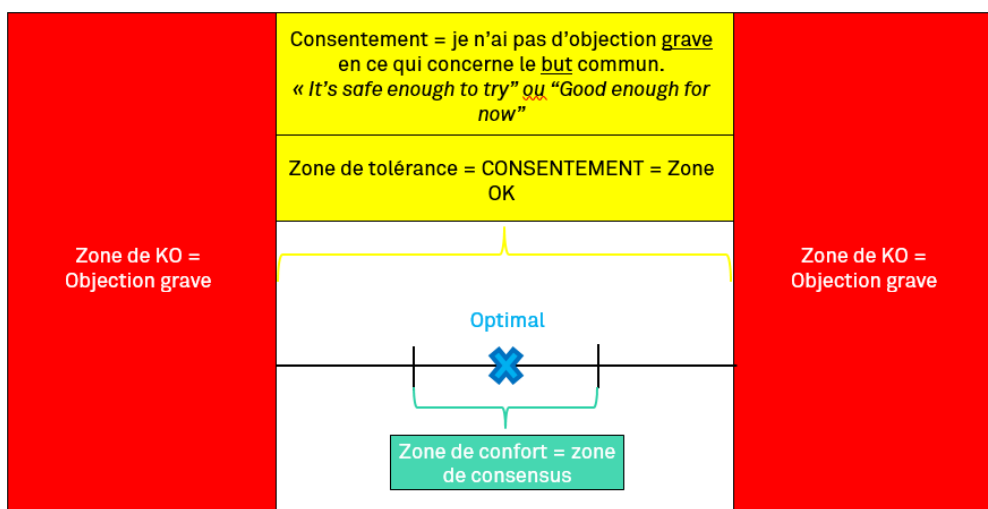 Consentement = je n'ai pas d'objection grave
en ce qui concerne le but commun.
« It's safe enough to try" ou "Good enough for
now"
Zone de tolérance = CONSENTEMENT = Zone
OK
Zone de KO =
Objection grave
Zone de KO =
Objection grave
Optimal
Zone de confort = zone
de consensus